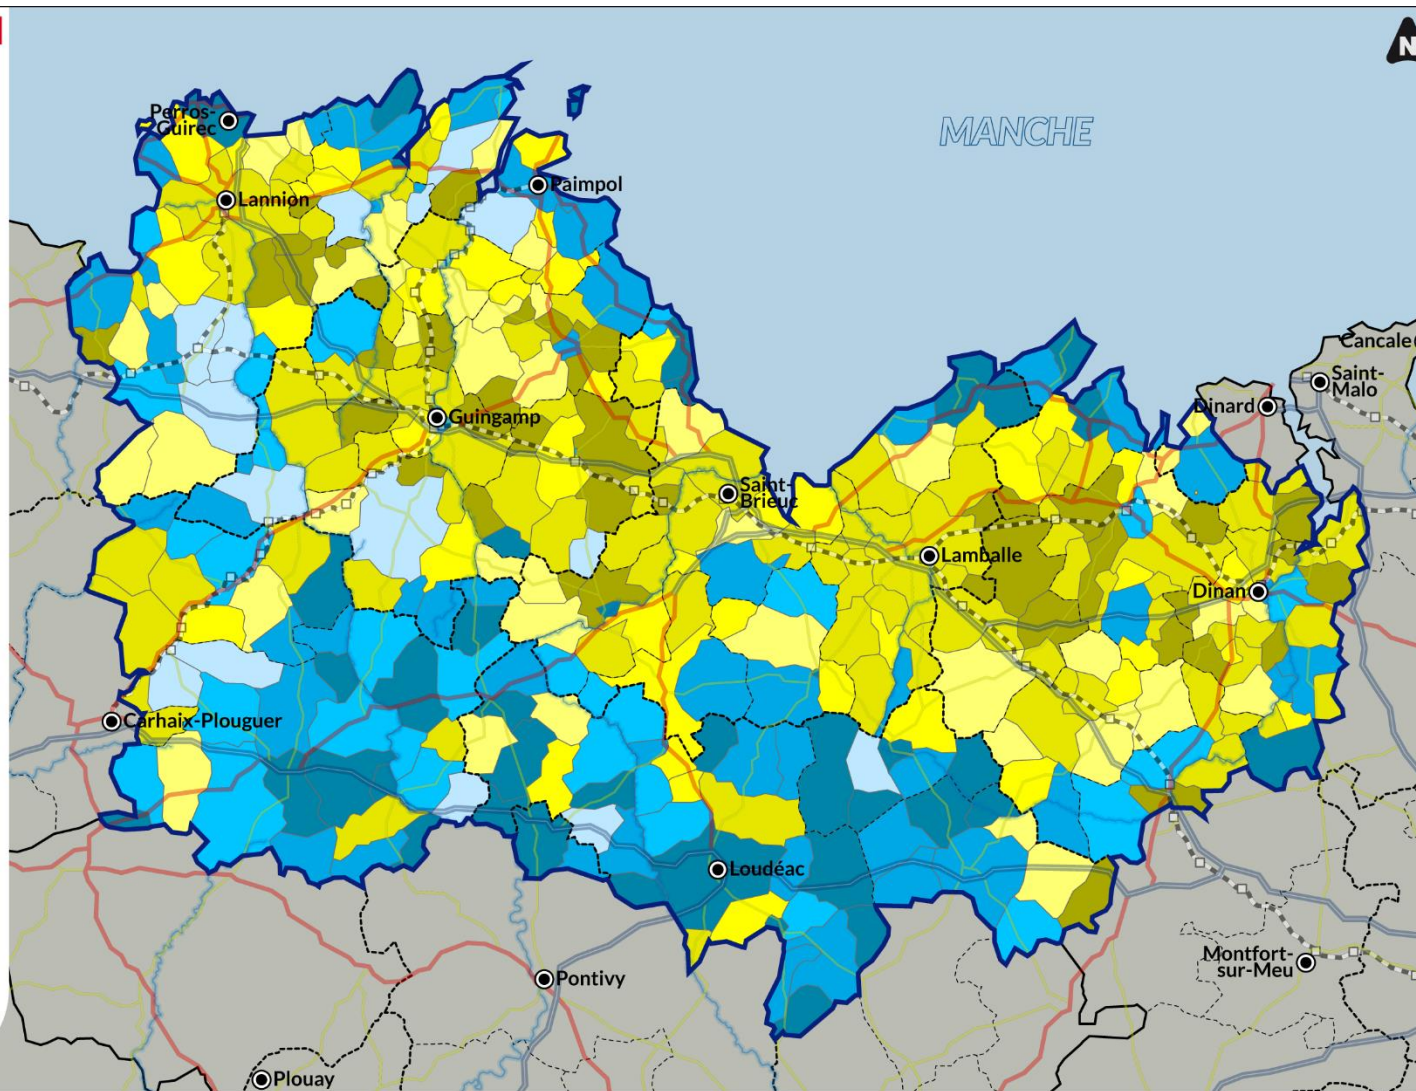 N
Perros-
Guirec
MANCHE
Paimpol
Lannion
Cancale
Saint-
Malo
Dinard
Guingamp
Saint-
Brieuc
Lamballe
Dinan
Carhaix-Plouguer
Loudéac
Montfort-
sur-Meu
Pontivy
Plouay